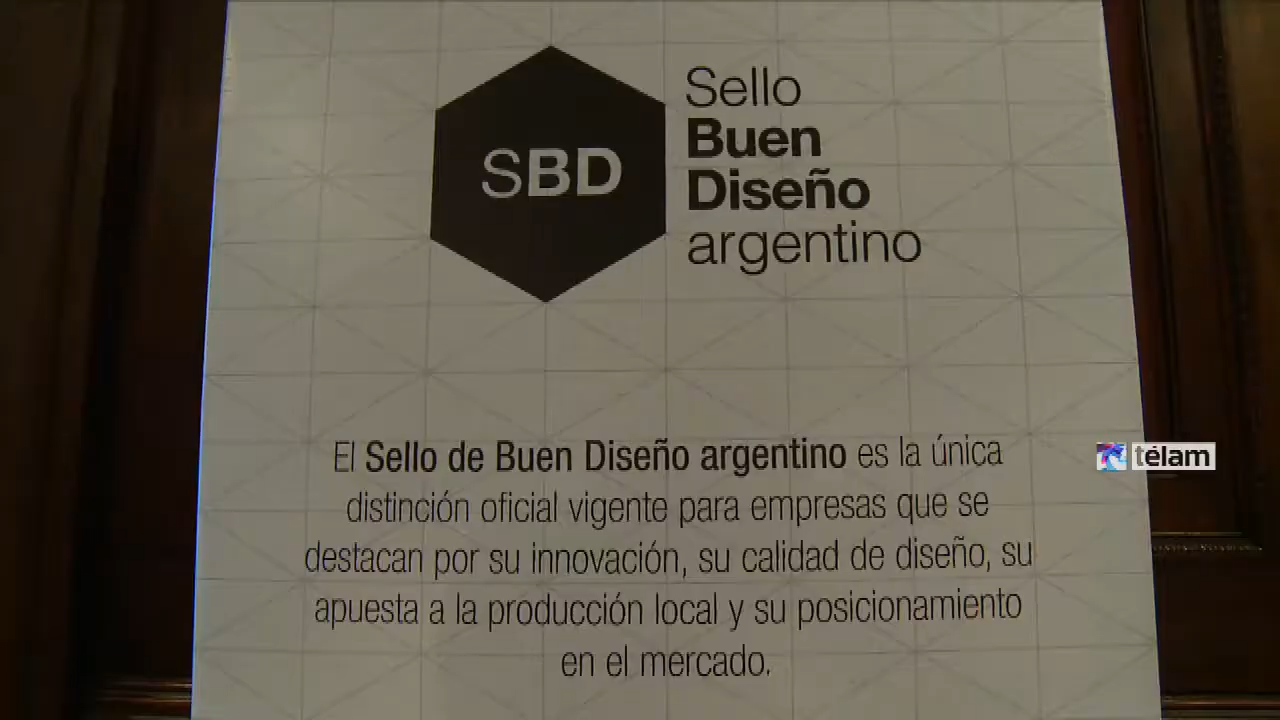 SBD
Sello
Buen
Diseño
argentino
El Sello de Buen Diseño argentino es la única
distinción oficial vigente para empresas que se
destacan por su innovación, su calidad de diseño, su
apuesta a la producción local y su posicionamiento
en el mercado.
télam